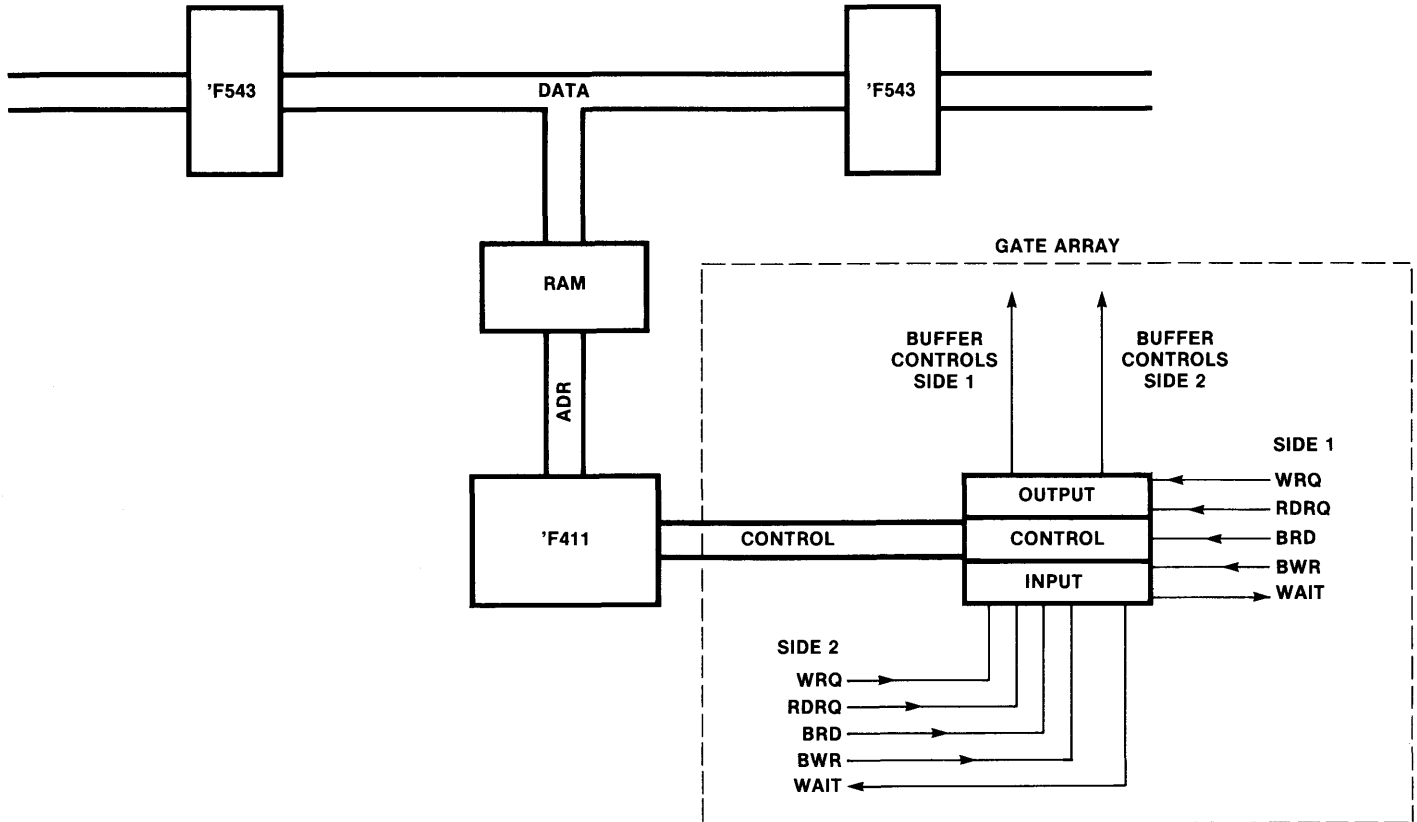 'F543
DATA
'F543
RAM
GATE ARRAY
BUFFER
CONTROLS
SIDE 1
BUFFER
CONTROLS
SIDE 2
ADR
SIDE 1
WRQ
RDRQ
BRD
BWR
WAIT
OUTPUT
CONTROL
INPUT
'F411
CONTROL
SIDE 2
WRQ
RDRQ
BRD
BWR
WAIT